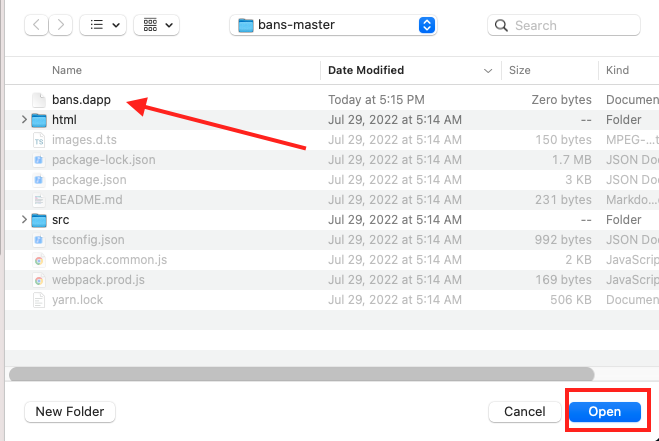 bans-master
Search
Name Date Modified Size Kind
bans.dapp Today at 5:15 PM Zero bytes Documen
html Jul 29, 2022 at 5:14 AM -- Folder
images.d.ts Jul 29, 2022 at 5:14 AM 150 bytes MPEG-...t
package-lock.json Jul 29, 2022 at 5:14 AM 1.7 MB JSON Do
package.json Jul 29, 2022 at 5:14 AM 3 KB JSON Do
README.md Jul 29, 2022 at 5:14 AM 231 bytes Markdo...
src Jul 29, 2022 at 5:14 AM -- Folder
tsconfig.json Jul 29, 2022 at 5:14 AM 992 bytes JSON Do
webpack.common.js Jul 29, 2022 at 5:14 AM 2 KB JavaScri
webpack.prod.js Jul 29, 2022 at 5:14 AM 169 bytes JavaScri
yarn.lock Jul 29, 2022 at 5:14 AM 506 KB Documen
New Folder Cancel Open